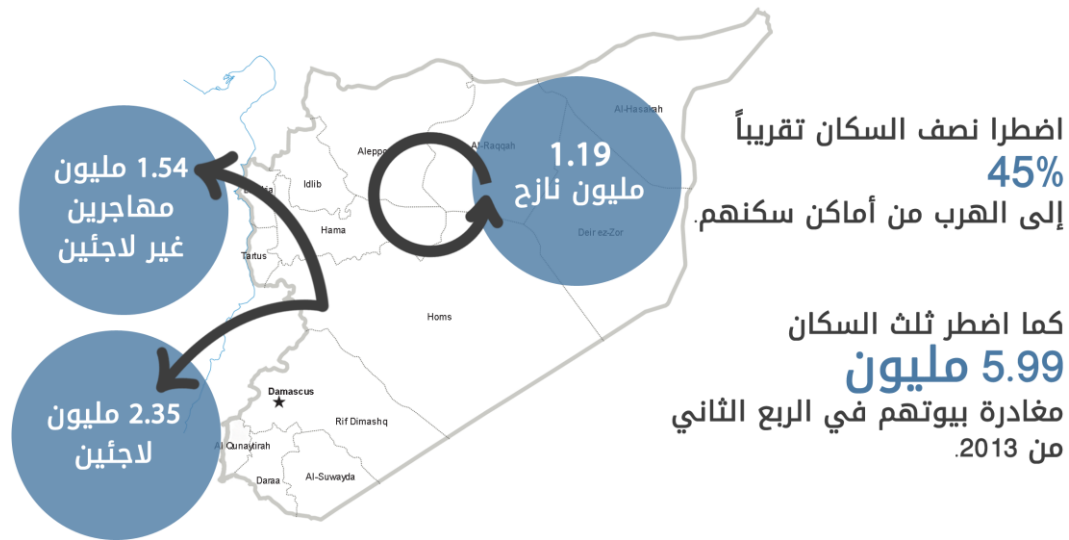 اضطرا نصف السكان تقريباً
45%
إلى الهرب من أماكن سكنهم.
كما اضطر ثلث السكان
5.99 مليون
مغادرة بيوتهم في الربع الثاني
من 2013.
1.19
مليون نازح
1.54 مليون
مهاجرين
غير لاجئين
2.35 مليون
لاجئين
Al-Hasakah
Al-Raqqah
Aleppo
Idlib
Hama
Deir ez-Zor
Tartus
Homs
Damascus
Rif Dimashq
Al Qunaytirah
Daraa
Al-Suwayda